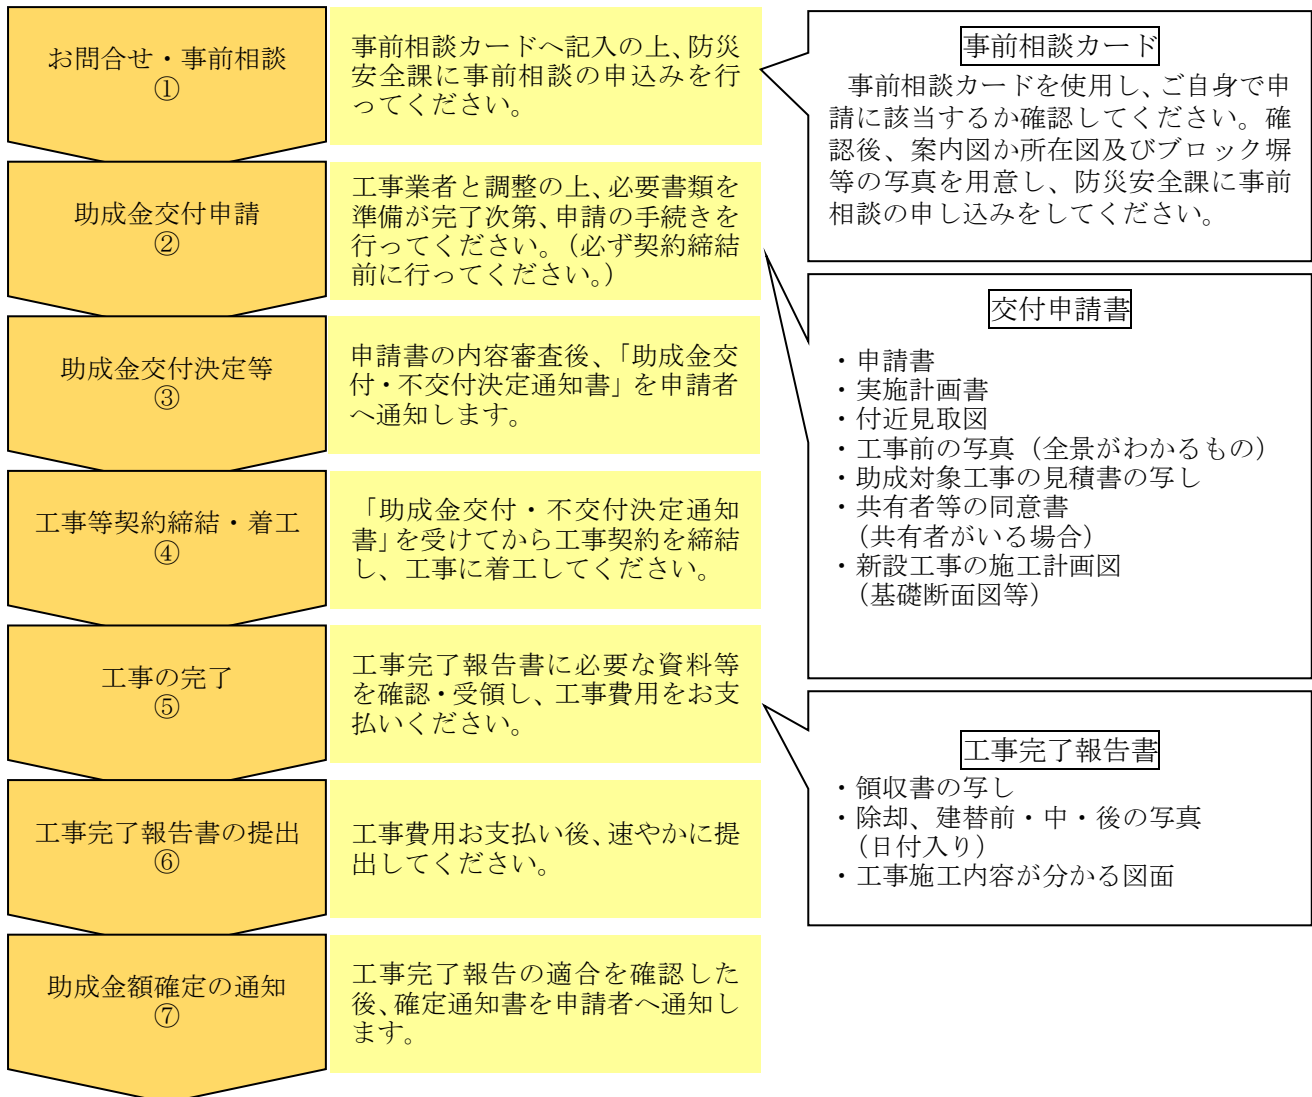 お問合せ・事前相談
①
事前相談カードへ記入の上、防災
安全課に事前相談の申込みを行
ってください。
事前相談カード
事前相談カードを使用し、ご自身で申
請に該当するか確認してください。確
認後、案内図か所在図及びブロック塀
等の写真を用意し、防災安全課に事前
相談の申し込みをしてください。
助成金交付申請
②
工事業者と調整の上、必要書類を
準備が完了次第、申請の手続きを
行ってください。（必ず契約締結
前に行ってください。）
交付申請書
・申請書
・実施計画書
・付近見取図
・工事前の写真（全景がわかるもの）
・助成対象工事の見積書の写し
・共有者等の同意書
（共有者がいる場合）
・新設工事の施工計画図
（基礎断面図等）
助成金交付決定等
③
申請書の内容審査後、「助成金交
付・不交付決定通知書」を申請者
へ通知します。
工事等契約締結・着工
④
「助成金交付・不交付決定通知
書」を受けてから工事契約を締結
し、工事に着工してください。
工事の完了
⑤
工事完了報告書に必要な資料等
を確認・受領し、工事費用をお支
払いください。
工事完了報告書
・領収書の写し
・除却、建替前・中・後の写真
（日付入り）
・工事施工内容が分かる図面
工事完了報告書の提出
⑥
工事費用お支払い後、速やかに提
出してください。
助成金額確定の通知
⑦
工事完了報告の適合を確認した
後、確定通知書を申請者へ通知し
ます。